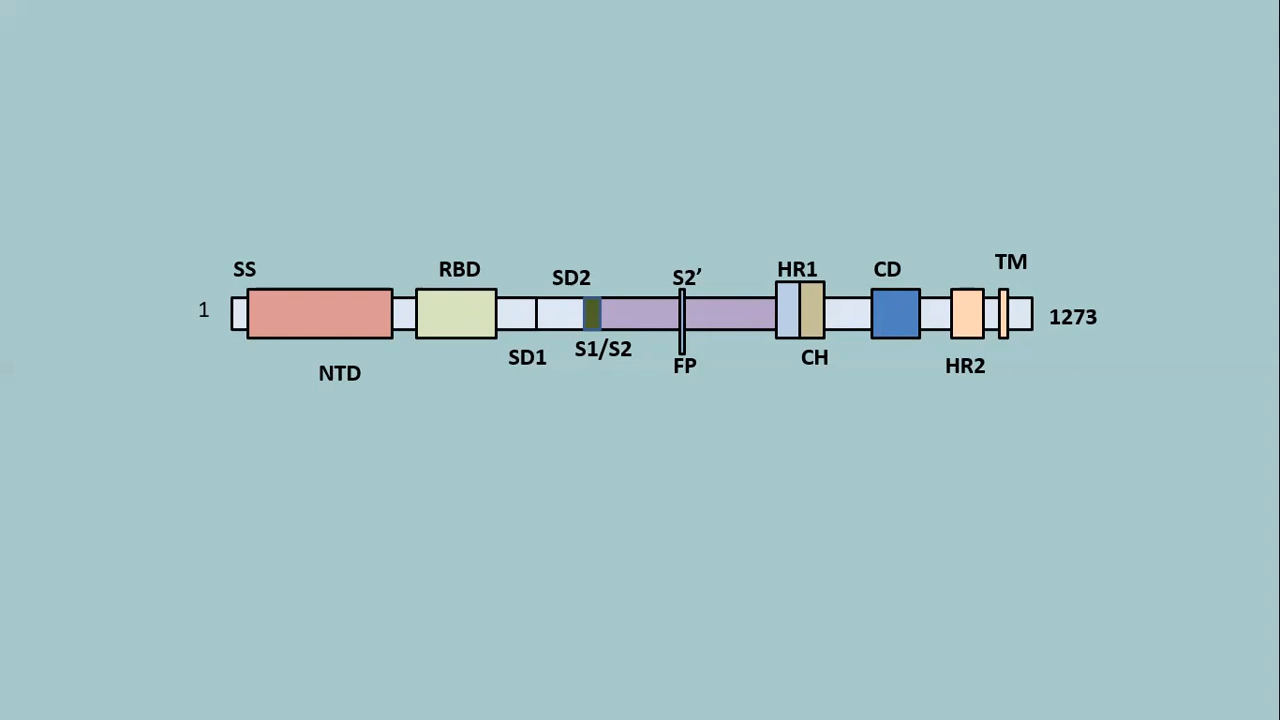 SS
RBD
SD2
S2’
HR1
CD
TM
1
1273
NTD
SD1
S1/S2
FP
CH
HR2